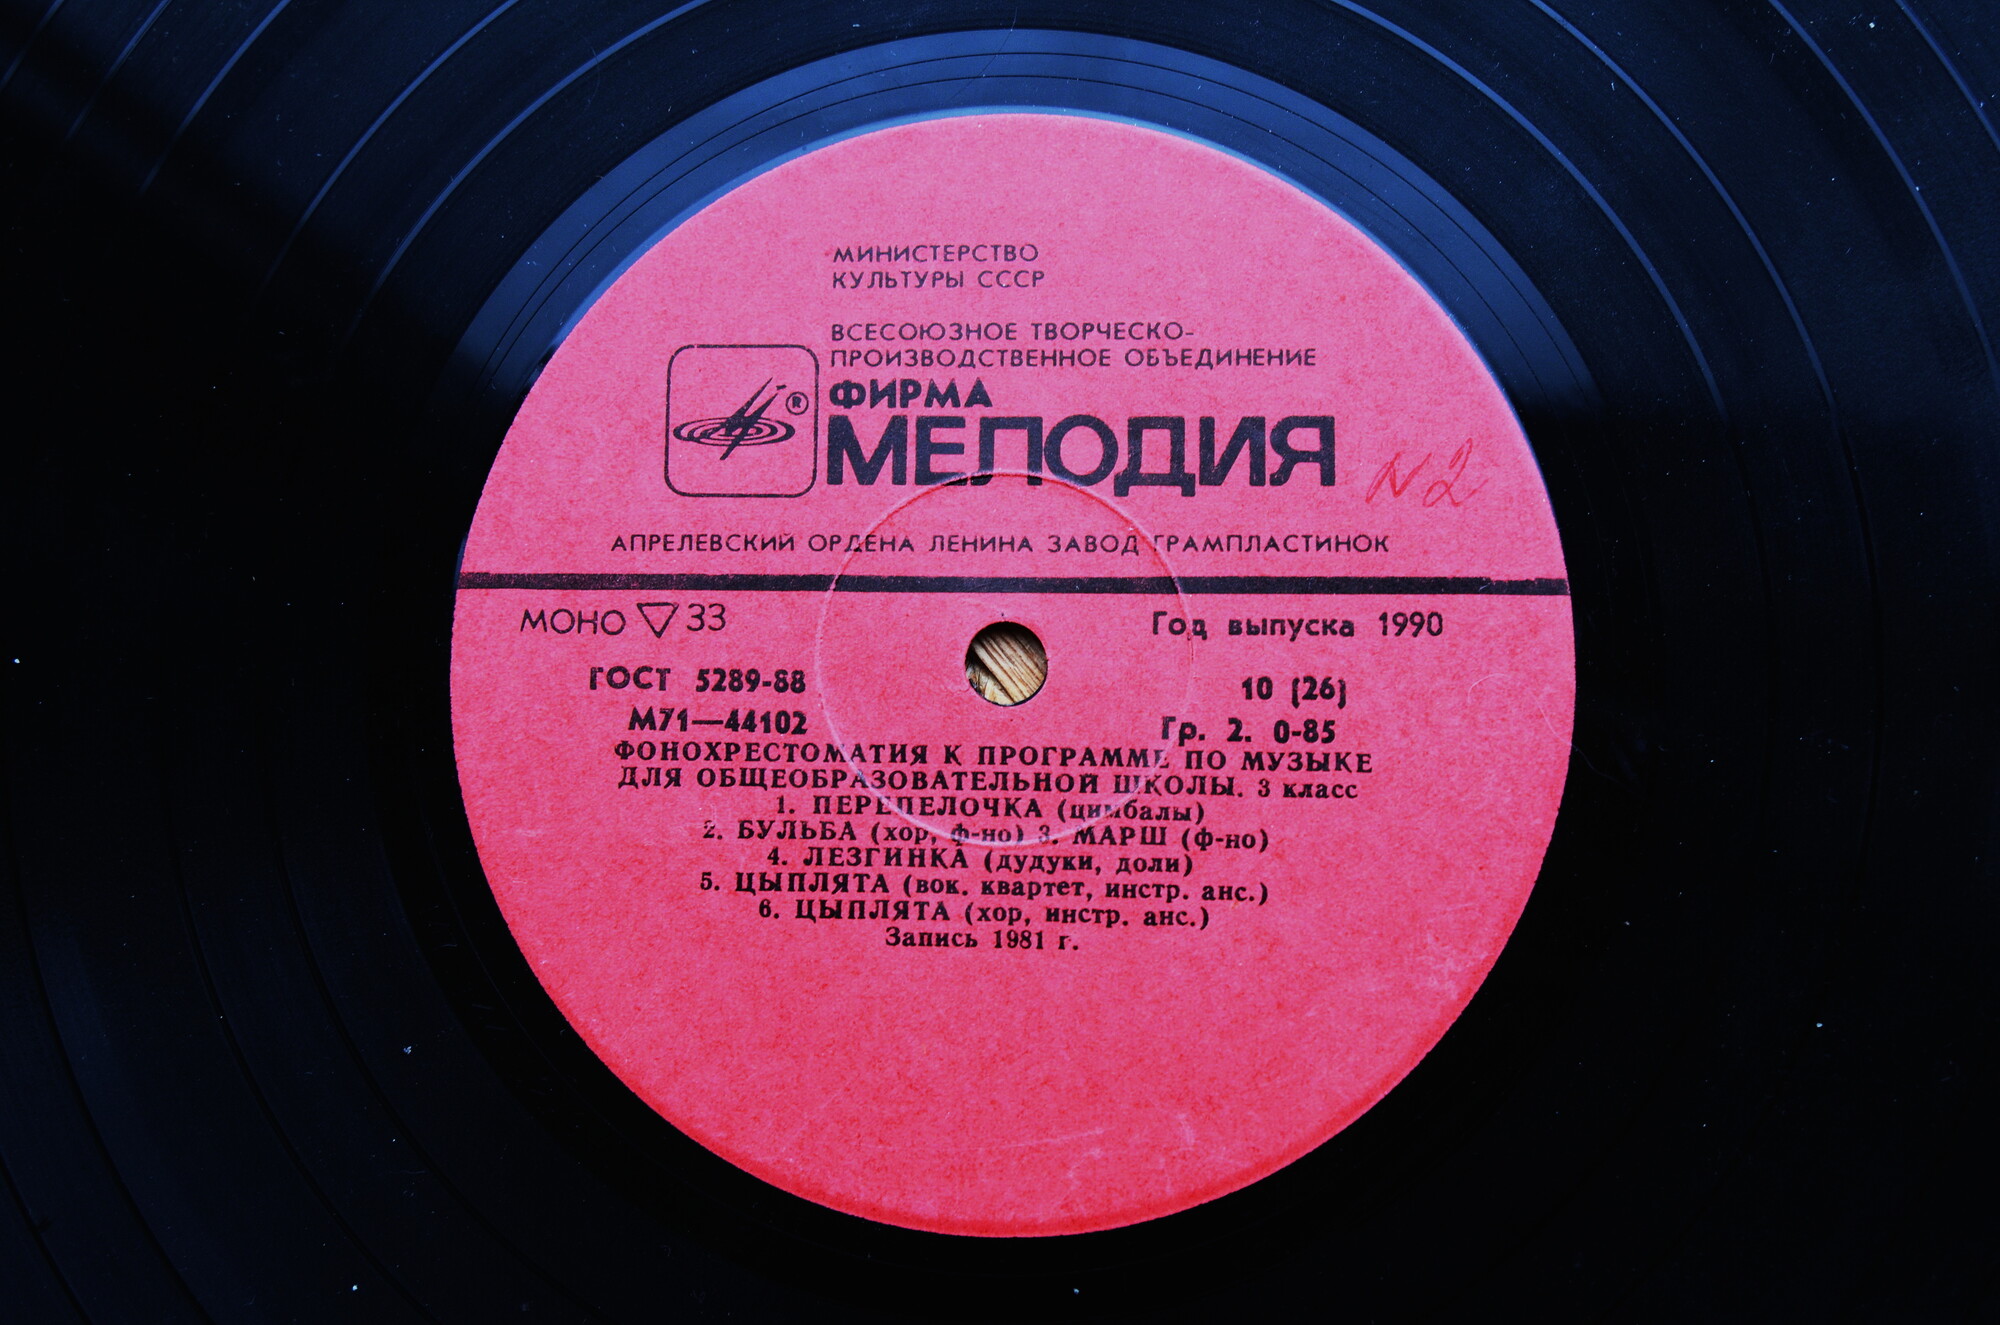 МИНИСТЕРСТВО
КУЛЬТУРЫ СССР
ВСЕСОЮЗНОЕ ТВОРЧЕСКО-
ПРОИЗВОДСТВЕННОЕ ОБЪЕДИНЕНИЕ
ФИРМА
®
МЕЛОДИЯ
N2
АПРЕЛЕВСКИЙ ОРДЕНА ЛЕНИНА ЗАВОД ГРАМПЛАСТИНОК
МОНО ▽ 33 Год выпуска 1990
ГОСТ 5289-88 10 (26)
М71—44102 Гр. 2. 0-85
ФОНОХРЕСТОМАТИЯ К ПРОГРАММЕ ПО МУЗЫКЕ
ДЛЯ ОБЩЕОБРАЗОВАТЕЛЬНОЙ ШКОЛЫ. 3 класс
1. ПЕРЕПЕЛОЧКА (цимбалы)
2. БУЛЬБА (хор, ф-но) 3. МАРШ (ф-но)
4. ЛЕЗГИНКА (дудуки, доли)
5. ЦЫПЛЯТА (вок. квартет, инстр. анс.)
6. ЦЫПЛЯТА (хор, инстр. анс.)
Запись 1981 г.